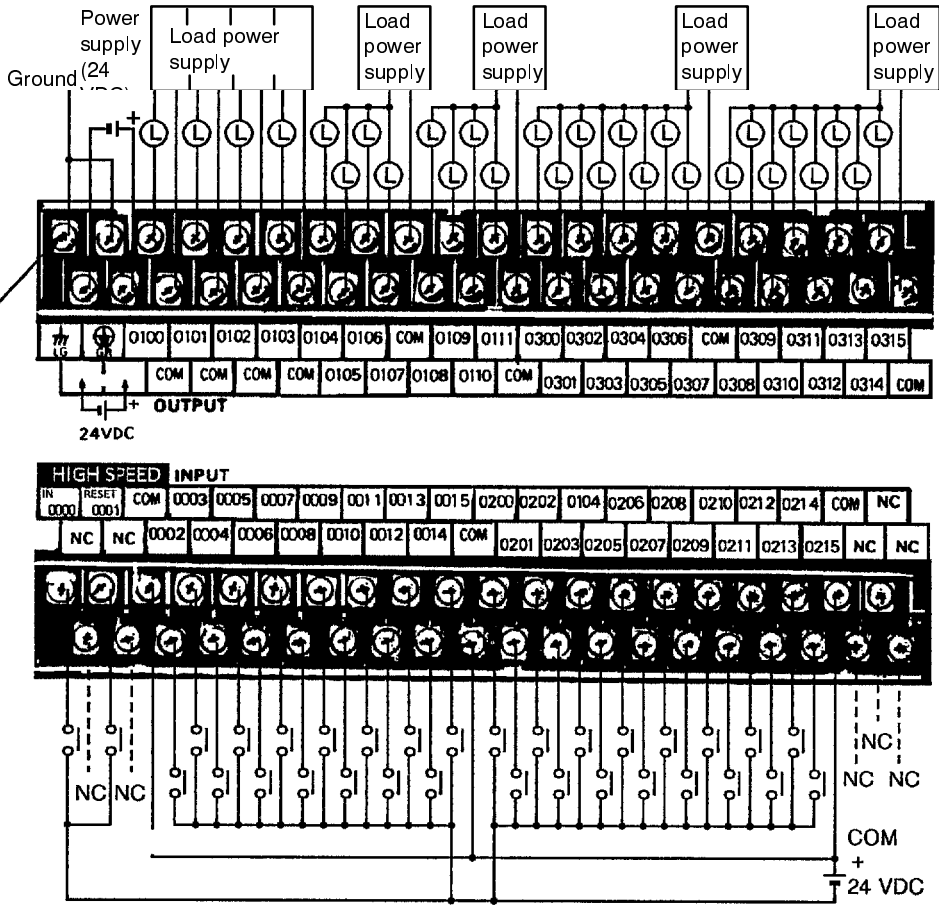 Power
supply
(24
VDC)
Ground
Load power
supply
Load
power
supply
Load
power
supply
Load
power
supply
Load
power
supply
+
L L L L L L L L L L L L L L L L
L L L L L L L L L L L
LG GR 0100 0101 0102 0103 0104 0106 COM 0109 0111 0300 0302 0304 0306 COM 0309 0311 0313 0315
COM COM COM COM 0105 0107 0108 0110 COM 0301 0303 0305 0307 0308 0310 0312 0314 COM
+ OUTPUT
24VDC
HIGH SPEED INPUT
IN 0000 RESET 0001 COM 0003 0005 0007 0009 0011 0013 0015 0200 0202 0104 0206 0208 0210 0212 0214 COM NC
NC NC 0002 0004 0006 0008 0010 0012 0014 COM 0201 0203 0205 0207 0209 0211 0213 0215 NC NC
NC
NC NC NC NC
COM
+
24 VDC